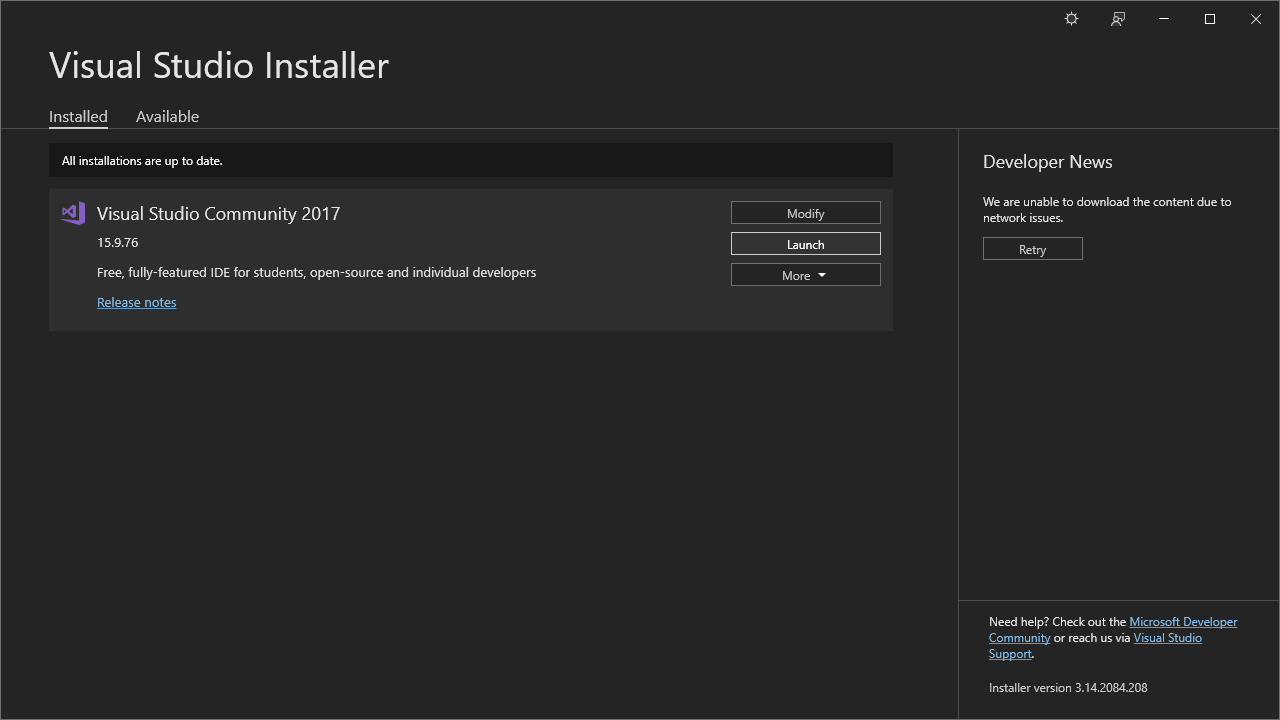 Visual Studio Installer
Installed
Available
All installations are up to date.
Visual Studio Community 2017
15.9.76
Free, fully-featured IDE for students, open-source and individual developers
Release notes
Modify
Launch
More
Developer News
We are unable to download the content due to
network issues.
Retry
Need help? Check out the Microsoft Developer
Community or reach us via Visual Studio
Support.
Installer version 3.14.2084.208